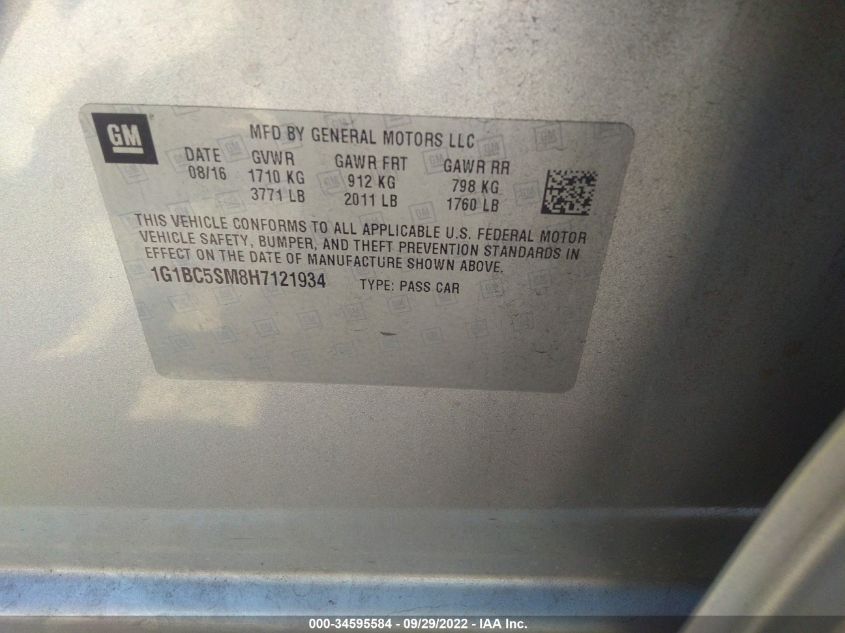 GM
MFD BY GENERAL MOTORS LLC
DATE GVWR GAWR FRT GAWR RR
08/16 1710 KG 912 KG 798 KG
3771 LB 2011 LB 1760 LB
THIS VEHICLE CONFORMS TO ALL APPLICABLE U.S. FEDERAL MOTOR
VEHICLE SAFETY, BUMPER, AND THEFT PREVENTION STANDARDS IN
EFFECT ON THE DATE OF MANUFACTURE SHOWN ABOVE.
1G1BC5SM8H7121934 TYPE: PASS CAR
000-34595584 / 09/29/2022 - IAA Inc.